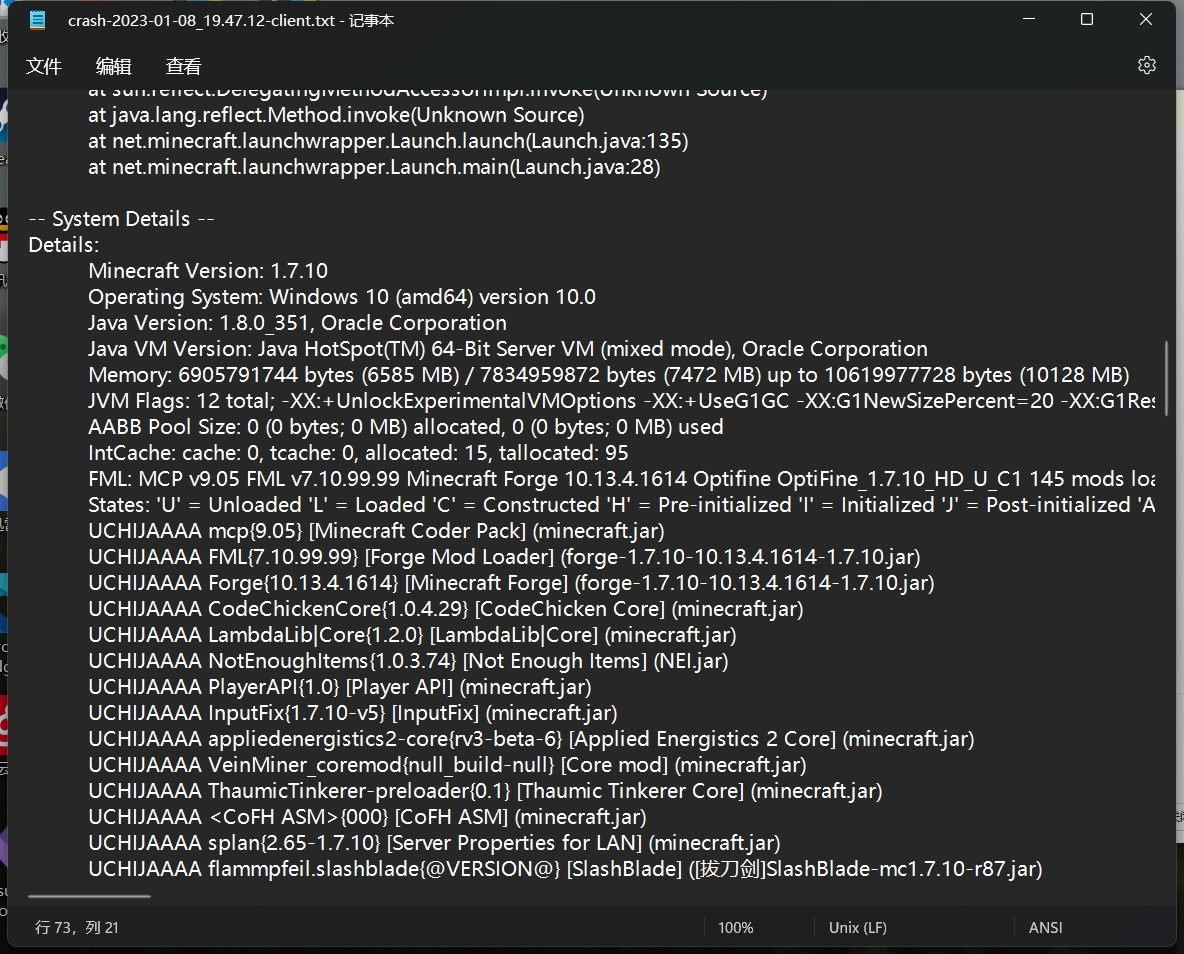 crash-2023-01-08_19.47.12-client.txt - 记事本
文件 编辑 查看
at sun.reflect.DelegatingMethodAccessorImpl.invoke(Unknown Source)
at java.lang.reflect.Method.invoke(Unknown Source)
at net.minecraft.launchwrapper.Launch.launch(Launch.java:135)
at net.minecraft.launchwrapper.Launch.main(Launch.java:28)
-- System Details --
Details:
Minecraft Version: 1.7.10
Operating System: Windows 10 (amd64) version 10.0
Java Version: 1.8.0_351, Oracle Corporation
Java VM Version: Java HotSpot(TM) 64-Bit Server VM (mixed mode), Oracle Corporation
Memory: 6905791744 bytes (6585 MB) / 7834959872 bytes (7472 MB) up to 10619977728 bytes (10128 MB)
JVM Flags: 12 total; -XX:+UnlockExperimentalVMOptions -XX:+UseG1GC -XX:G1NewSizePercent=20 -XX:G1Res
AABB Pool Size: 0 (0 bytes; 0 MB) allocated, 0 (0 bytes; 0 MB) used
IntCache: cache: 0, tcache: 0, allocated: 15, tallocated: 95
FML: MCP v9.05 FML v7.10.99.99 Minecraft Forge 10.13.4.1614 Optifine OptiFine_1.7.10_HD_U_C1 145 mods loa
States: 'U' = Unloaded 'L' = Loaded 'C' = Constructed 'H' = Pre-initialized 'I' = Initialized 'J' = Post-initialized 'A
UCHIJAAAA mcp{9.05} [Minecraft Coder Pack] (minecraft.jar)
UCHIJAAAA FML{7.10.99.99} [Forge Mod Loader] (forge-1.7.10-10.13.4.1614-1.7.10.jar)
UCHIJAAAA Forge{10.13.4.1614} [Minecraft Forge] (forge-1.7.10-10.13.4.1614-1.7.10.jar)
UCHIJAAAA CodeChickenCore{1.0.4.29} [CodeChicken Core] (minecraft.jar)
UCHIJAAAA LambdaLib|Core{1.2.0} [LambdaLib|Core] (minecraft.jar)
UCHIJAAAA NotEnoughItems{1.0.3.74} [Not Enough Items] (NEI.jar)
UCHIJAAAA PlayerAPI{1.0} [Player API] (minecraft.jar)
UCHIJAAAA InputFix{1.7.10-v5} [InputFix] (minecraft.jar)
UCHIJAAAA appliedenergistics2-core{rv3-beta-6} [Applied Energistics 2 Core] (minecraft.jar)
UCHIJAAAA VeinMiner_coremod{null_build-null} [Core mod] (minecraft.jar)
UCHIJAAAA ThaumicTinkerer-preloader{0.1} [Thaumic Tinkerer Core] (minecraft.jar)
UCHIJAAAA <CoFH ASM>{000} [CoFH ASM] (minecraft.jar)
UCHIJAAAA splan{2.65-1.7.10} [Server Properties for LAN] (minecraft.jar)
UCHIJAAAA flammpfeil.slashblade{@VERSION@} [SlashBlade] ([拔刀剑]SlashBlade-mc1.7.10-r87.jar)
行 73，列 21 100% Unix (LF) ANSI